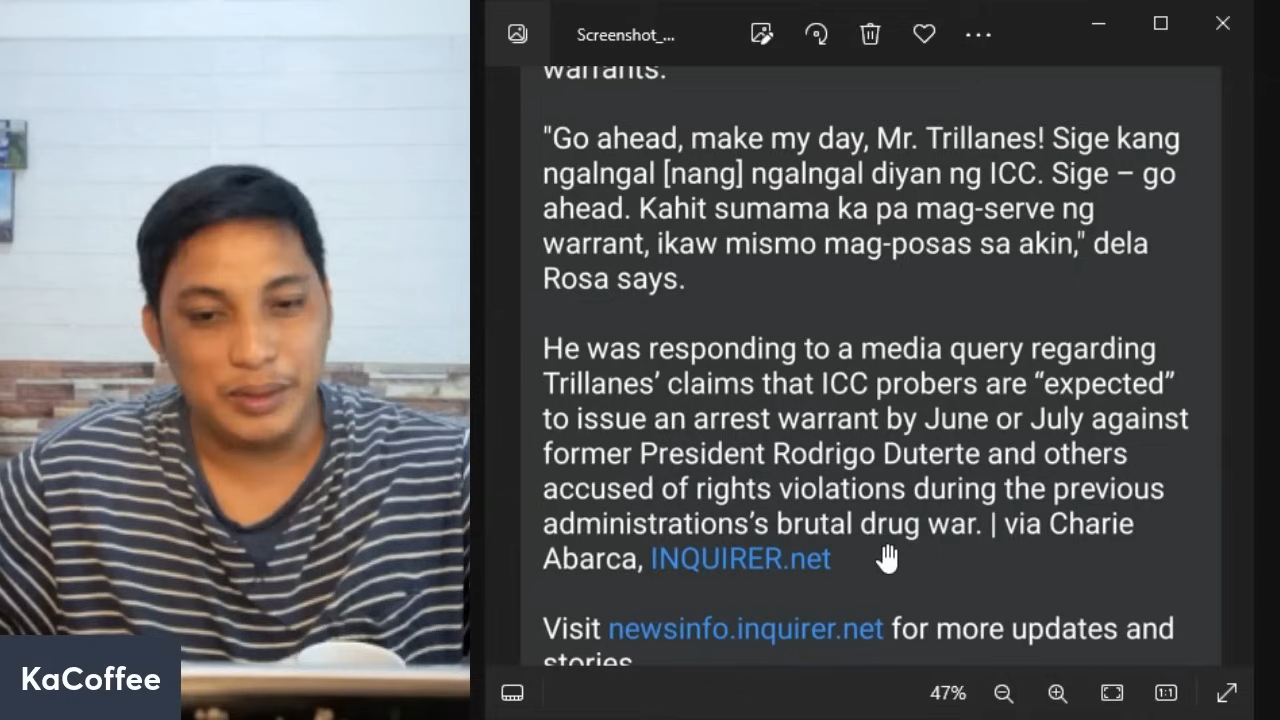 Screenshot_...
warrants.
"Go ahead, make my day, Mr. Trillanes! Sige kang
ngalngal [nang] ngalngal diyan ng ICC. Sige – go
ahead. Kahit sumama ka pa mag-serve ng
warrant, ikaw mismo mag-posas sa akin," dela
Rosa says.
He was responding to a media query regarding
Trillanes’ claims that ICC probers are “expected”
to issue an arrest warrant by June or July against
former President Rodrigo Duterte and others
accused of rights violations during the previous
administrations’s brutal drug war. | via Charie
Abarca, INQUIRER.net
Visit newsinfo.inquirer.net for more updates and
stories
KaCoffee
47%
1:1